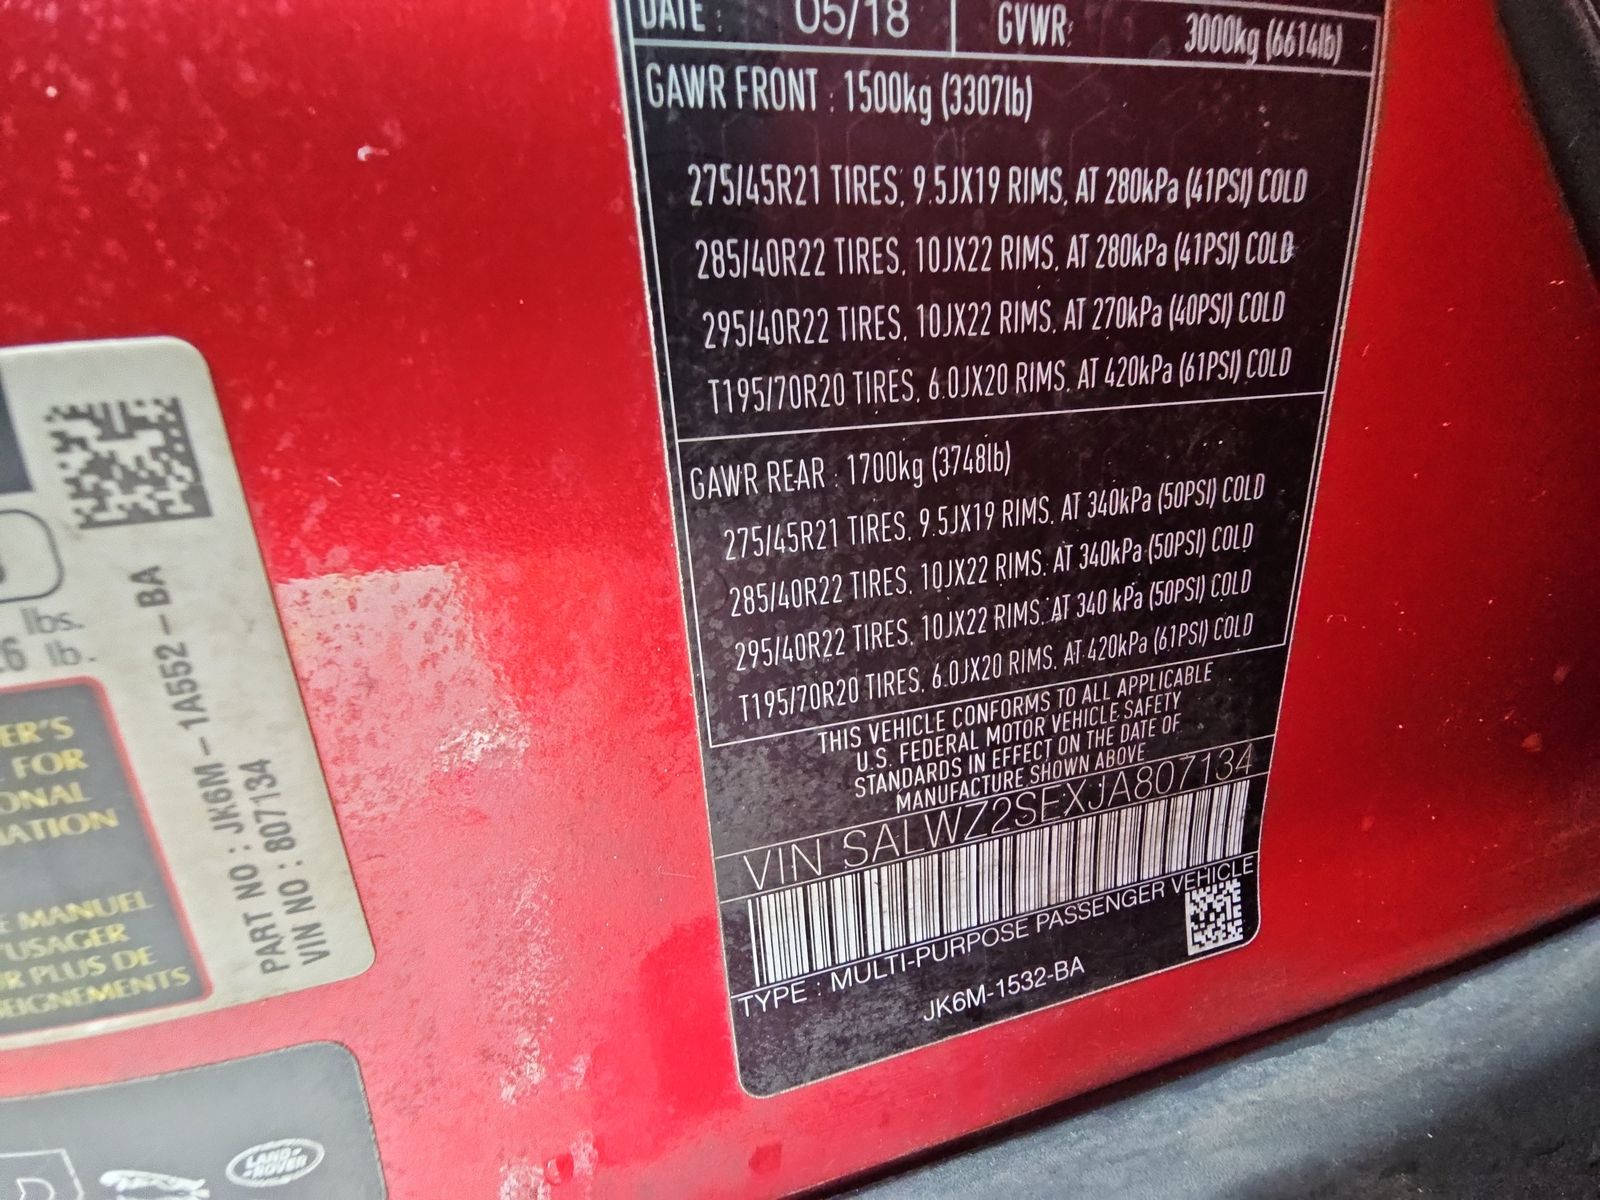 DATE : 05/18 GVWR: 3000kg (6614lb)
GAWR FRONT : 1500kg (3307lb)
275/45R21 TIRES, 9.5JX19 RIMS, AT 280kPa (41PSI) COLD
285/40R22 TIRES, 10JX22 RIMS, AT 280kPa (41PSI) COLD
295/40R22 TIRES, 10JX22 RIMS, AT 270kPa (40PSI) COLD
T195/70R20 TIRES, 6.0JX20 RIMS, AT 420kPa (61PSI) COLD
GAWR REAR : 1700kg (3748lb)
275/45R21 TIRES, 9.5JX19 RIMS, AT 340kPa (50PSI) COLD
285/40R22 TIRES, 10JX22 RIMS, AT 340kPa (50PSI) COLD
295/40R22 TIRES, 10JX22 RIMS, AT 340 kPa (50PSI) COLD
T195/70R20 TIRES, 6.0JX20 RIMS, AT 420kPa (61PSI) COLD
THIS VEHICLE CONFORMS TO ALL APPLICABLE
U.S. FEDERAL MOTOR VEHICLE SAFETY
STANDARDS IN EFFECT ON THE DATE OF
MANUFACTURE SHOWN ABOVE
VIN SALWZ2SEXJA807134
TYPE : MULTI-PURPOSE PASSENGER VEHICLE
JK6M-1532-BA
lbs.
26 lb.
ER'S
FOR
ONAL
MATION
MANUEL
'USAGER
UR PLUS DE
SEIGNEMENTS
PART NO : JK6M-1A552-BA
VIN NO : 807134
LAND-
ROVER